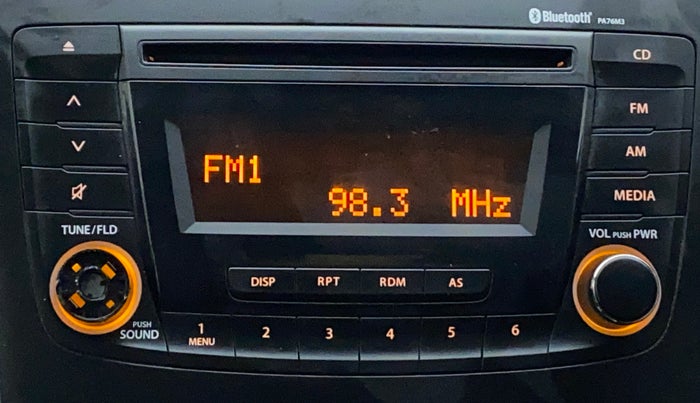 Bluetooth® PA76M3
CD
FM
AM
MEDIA
FM1
98.3 MHz
TUNE/FLD
VOL PUSH PWR
DISP RPT RDM AS
PUSH
SOUND
1 2 3 4 5 6
MENU